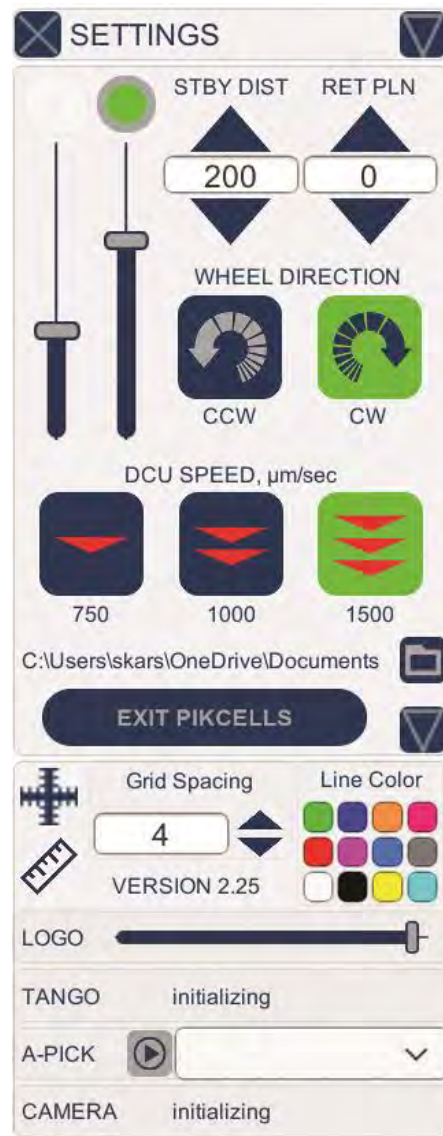 SETTINGS
STBY DIST RET PLN
200 0
WHEEL DIRECTION
CCW CW
DCU SPEED, µm/sec
750 1000 1500
C:\Users\skars\OneDrive\Documents
EXIT PIKCELLS
Grid Spacing Line Color
4
VERSION 2.25
LOGO
TANGO initializing
A-PICK
CAMERA initializing